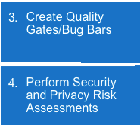 3. Create Quality
Gates/Bug Bars
4. Perform Security
and Privacy Risk
Assessments